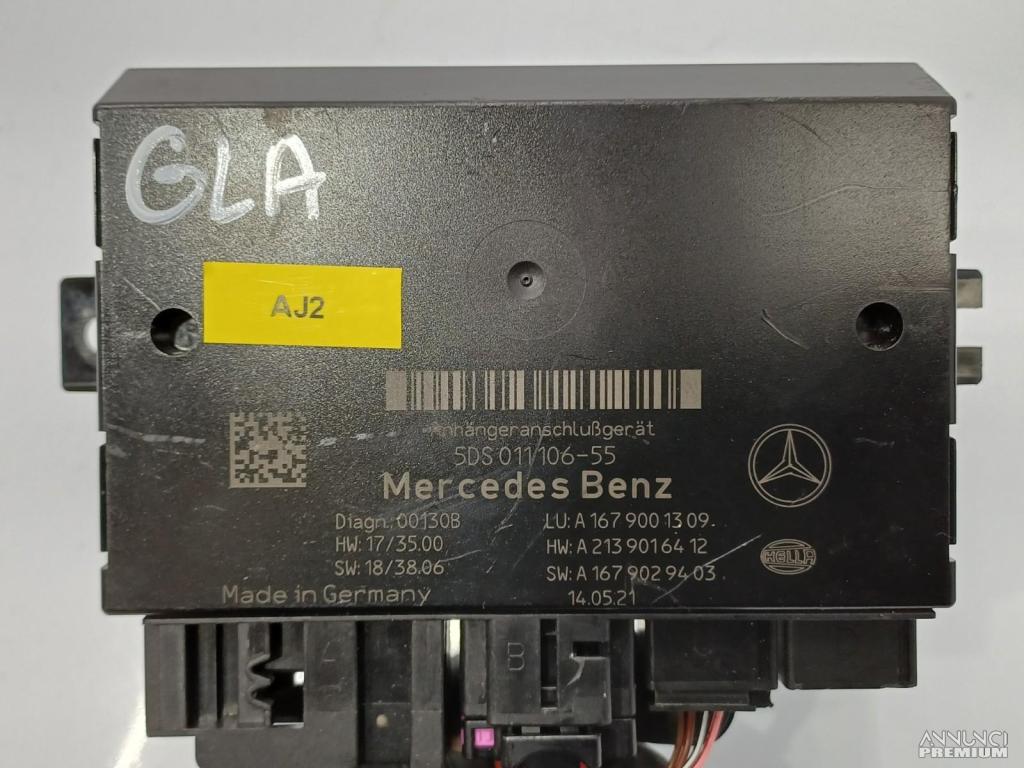 GLA
AJ2
Anhängeranschlußgerät
5DS 011 106-55
Mercedes Benz
Diagn.:00130B LU: A 167 900 13 09
HW: 17/35.00 HW: A 213 901 64 12
SW: 18/38.06 SW: A 167 902 94 03
Made in Germany 14.05.21
HELLA
A B
ANNUNCI
PREMIUM